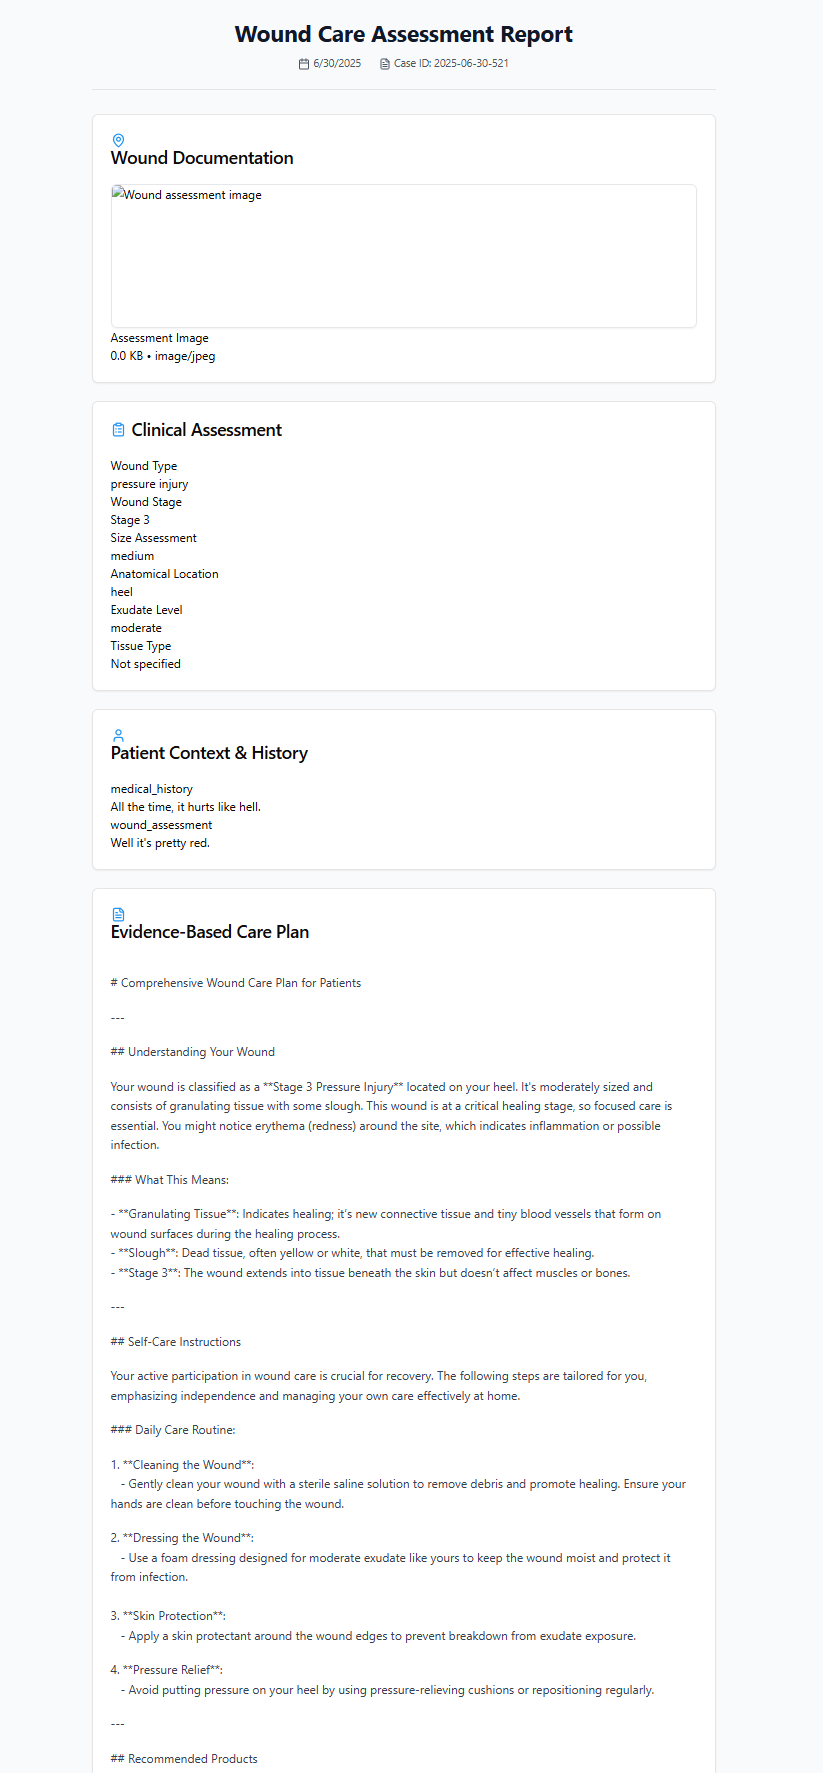 Wound Care Assessment Report
6/30/2025 Case ID: 2025-06-30-521
Wound Documentation
Wound assessment image
Assessment Image
0.0 KB • image/jpeg
Clinical Assessment
Wound Type
pressure injury
Wound Stage
Stage 3
Size Assessment
medium
Anatomical Location
heel
Exudate Level
moderate
Tissue Type
Not specified
Patient Context & History
medical_history
All the time, it hurts like hell.
wound_assessment
Well it's pretty red.
Evidence-Based Care Plan
# Comprehensive Wound Care Plan for Patients
---
## Understanding Your Wound
Your wound is classified as a **Stage 3 Pressure Injury** located on your heel. It's moderately sized and
consists of granulating tissue with some slough. This wound is at a critical healing stage, so focused care is
essential. You might notice erythema (redness) around the site, which indicates inflammation or possible
infection.
### What This Means:
- **Granulating Tissue**: Indicates healing; it's new connective tissue and tiny blood vessels that form on
wound surfaces during the healing process.
- **Slough**: Dead tissue, often yellow or white, that must be removed for effective healing.
- **Stage 3**: The wound extends into tissue beneath the skin but doesn't affect muscles or bones.
---
## Self-Care Instructions
Your active participation in wound care is crucial for recovery. The following steps are tailored for you,
emphasizing independence and managing your own care effectively at home.
### Daily Care Routine:
1. **Cleaning the Wound**:
- Gently clean your wound with a sterile saline solution to remove debris and promote healing. Ensure your
hands are clean before touching the wound.
2. **Dressing the Wound**:
- Use a foam dressing designed for moderate exudate like yours to keep the wound moist and protect it
from infection.
3. **Skin Protection**:
- Apply a skin protectant around the wound edges to prevent breakdown from exudate exposure.
4. **Pressure Relief**:
- Avoid putting pressure on your heel by using pressure-relieving cushions or repositioning regularly.
---
## Recommended Products